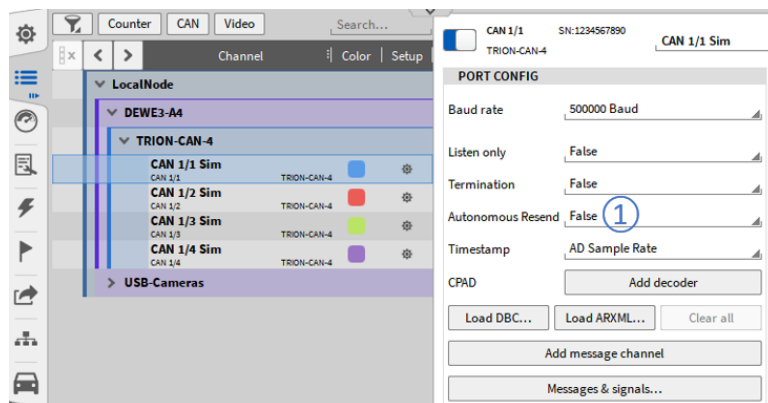 Counter CAN Video Search...
Channel Color Setup
LocalNode
DEWE3-A4
TRION-CAN-4
CAN 1/1 Sim
CAN 1/1 TRION-CAN-4
CAN 1/2 Sim
CAN 1/2 TRION-CAN-4
CAN 1/3 Sim
CAN 1/3 TRION-CAN-4
CAN 1/4 Sim
CAN 1/4 TRION-CAN-4
USB-Cameras
CAN 1/1 SN:1234567890
TRION-CAN-4
CAN 1/1 Sim
PORT CONFIG
Baud rate 500000 Baud
Listen only False
Termination False
Autonomous Resend False 1
Timestamp AD Sample Rate
CPAD Add decoder
Load DBC... Load ARXML... Clear all
Add message channel
Messages & signals...